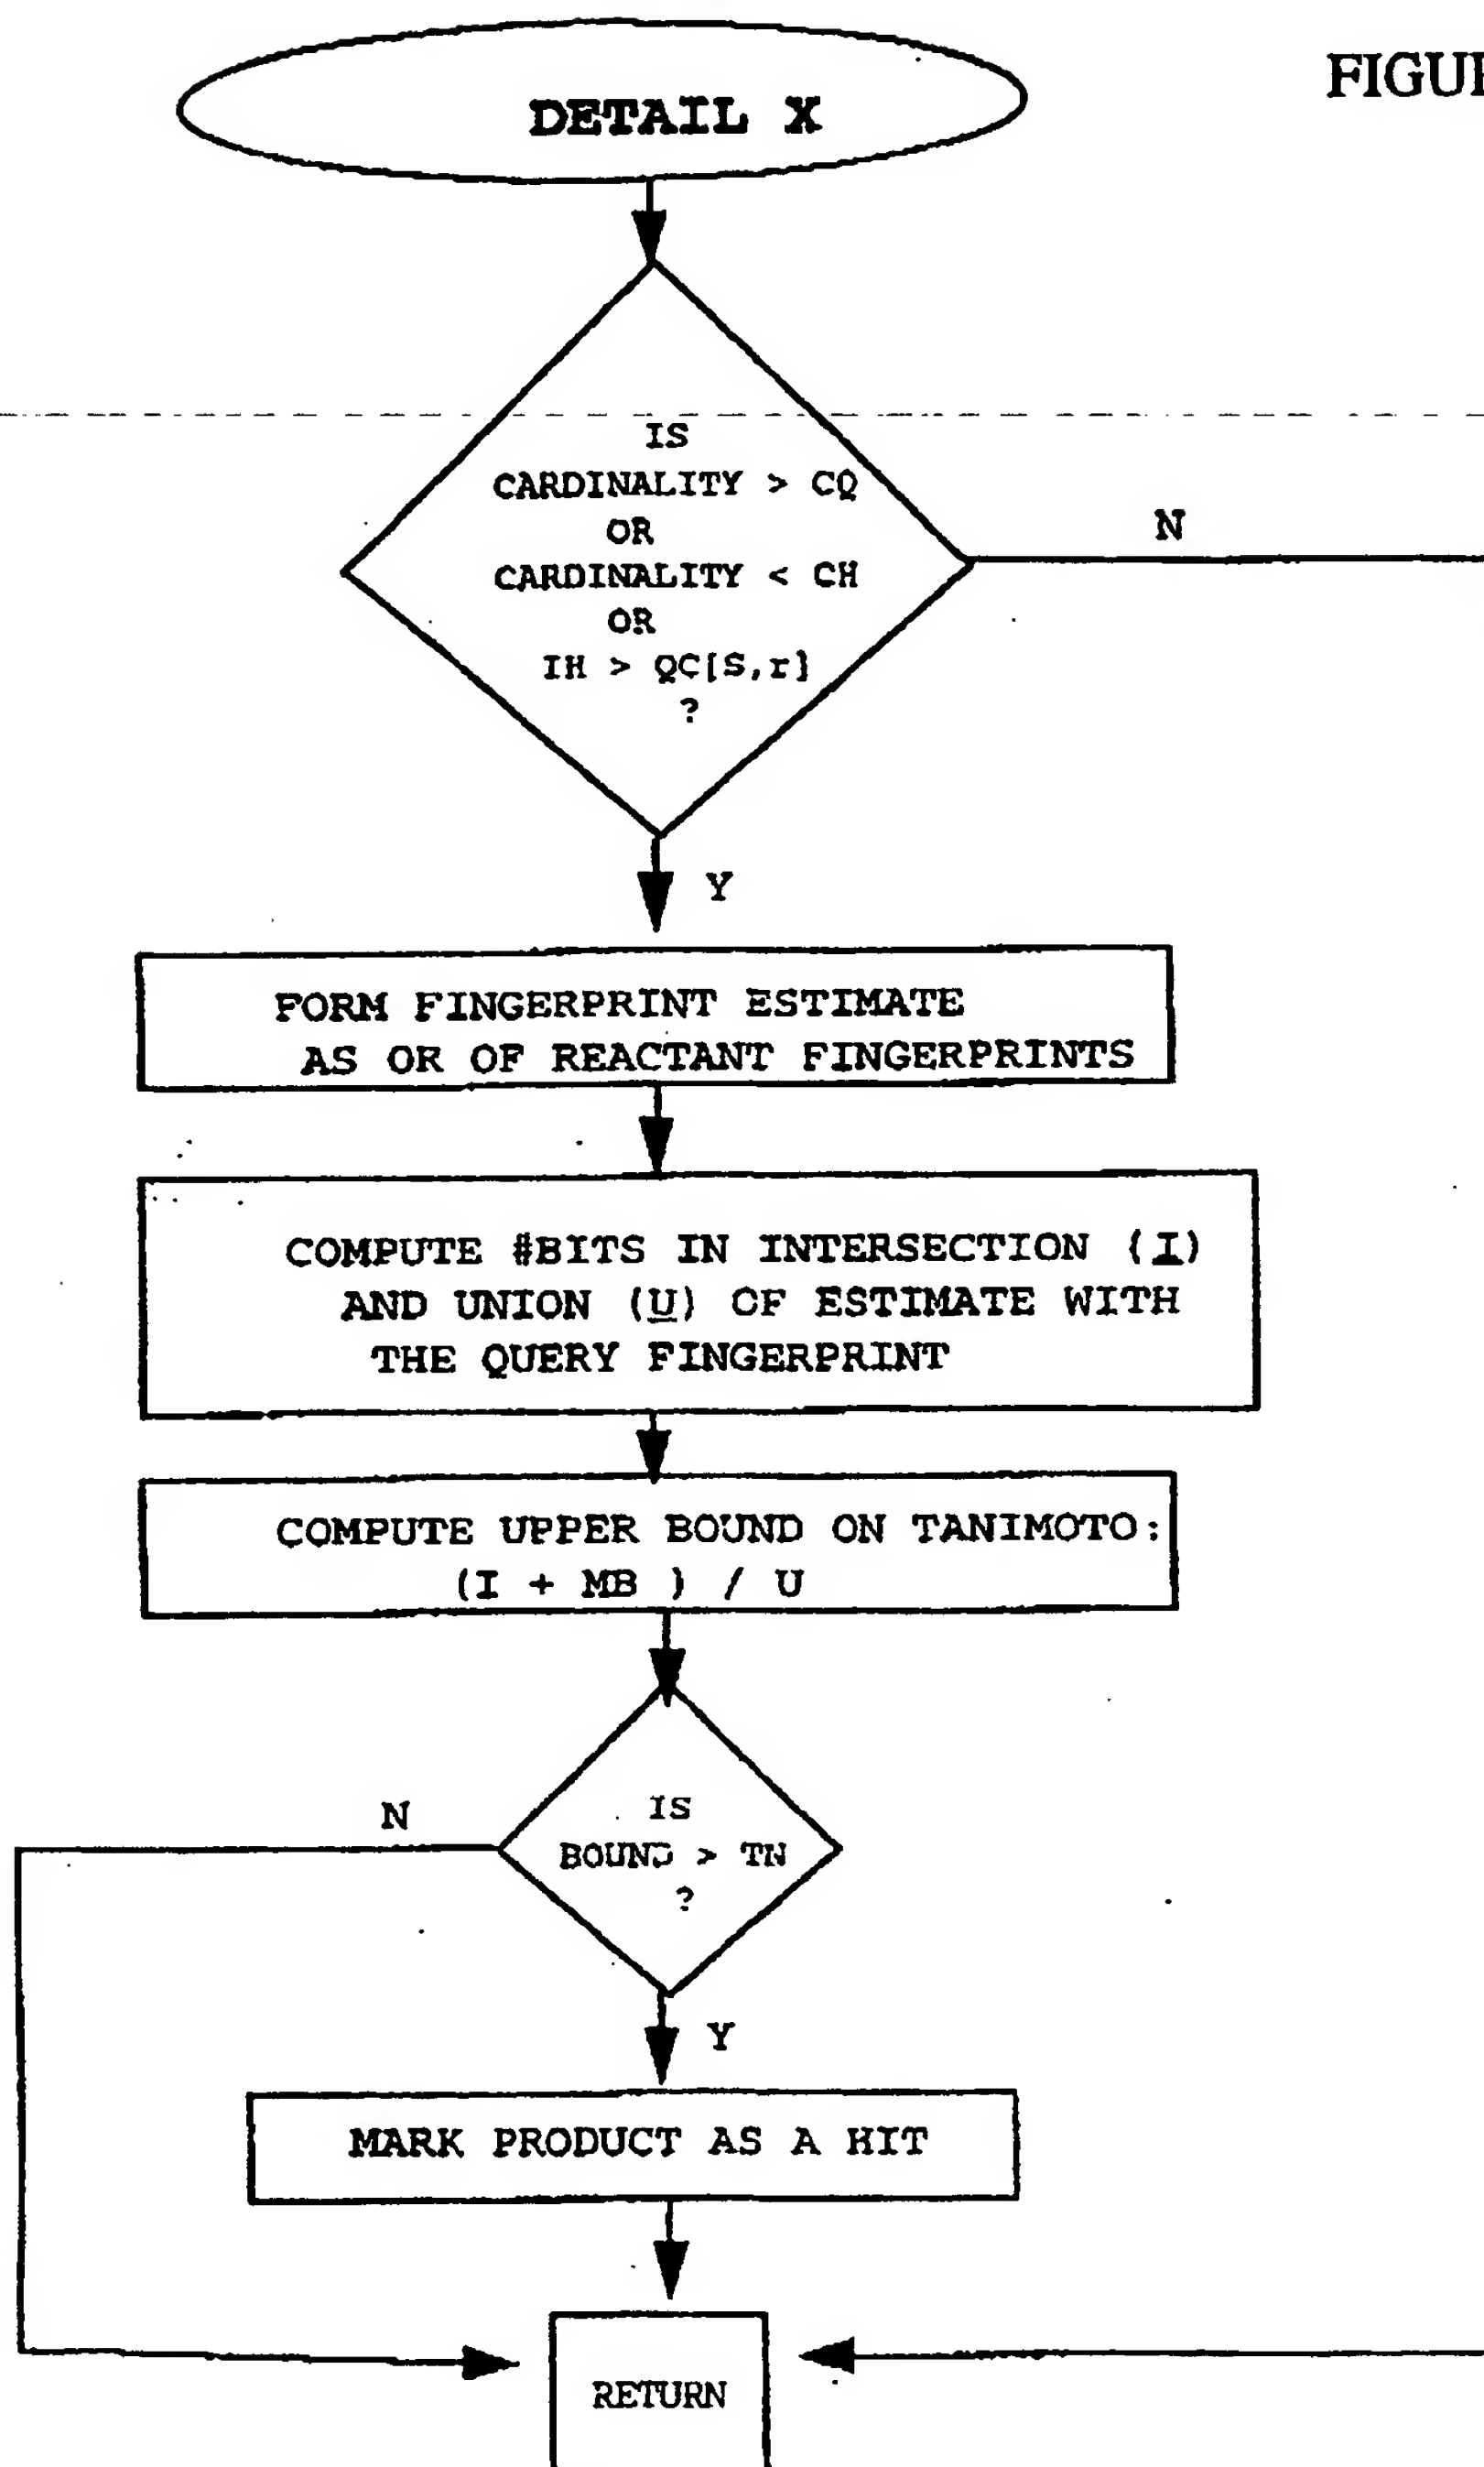 FIGUR
DETAIL X
IS
CARDINALITY > CQ
OR
CARDINALITY < CH
OR
IH > QC[S,r]
?
N
Y
FORM FINGERPRINT ESTIMATE
AS OR OF REACTANT FINGERPRINTS
COMPUTE #BITS IN INTERSECTION (I)
AND UNION (U) OF ESTIMATE WITH
THE QUERY FINGERPRINT
COMPUTE UPPER BOUND ON TANIMOTO:
(I + MB ) / U
N
IS
BOUND > TN
?
Y
MARK PRODUCT AS A HIT
RETURN